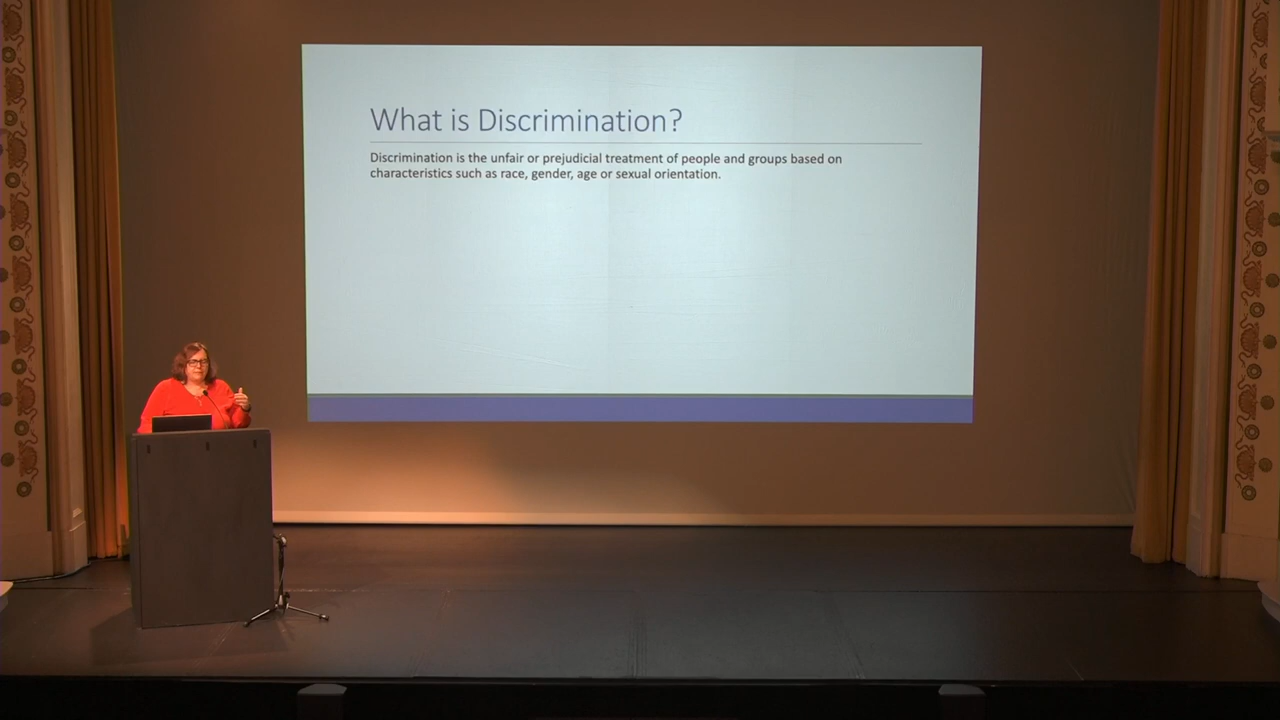 What is Discrimination?
Discrimination is the unfair or prejudicial treatment of people and groups based on
characteristics such as race, gender, age or sexual orientation.